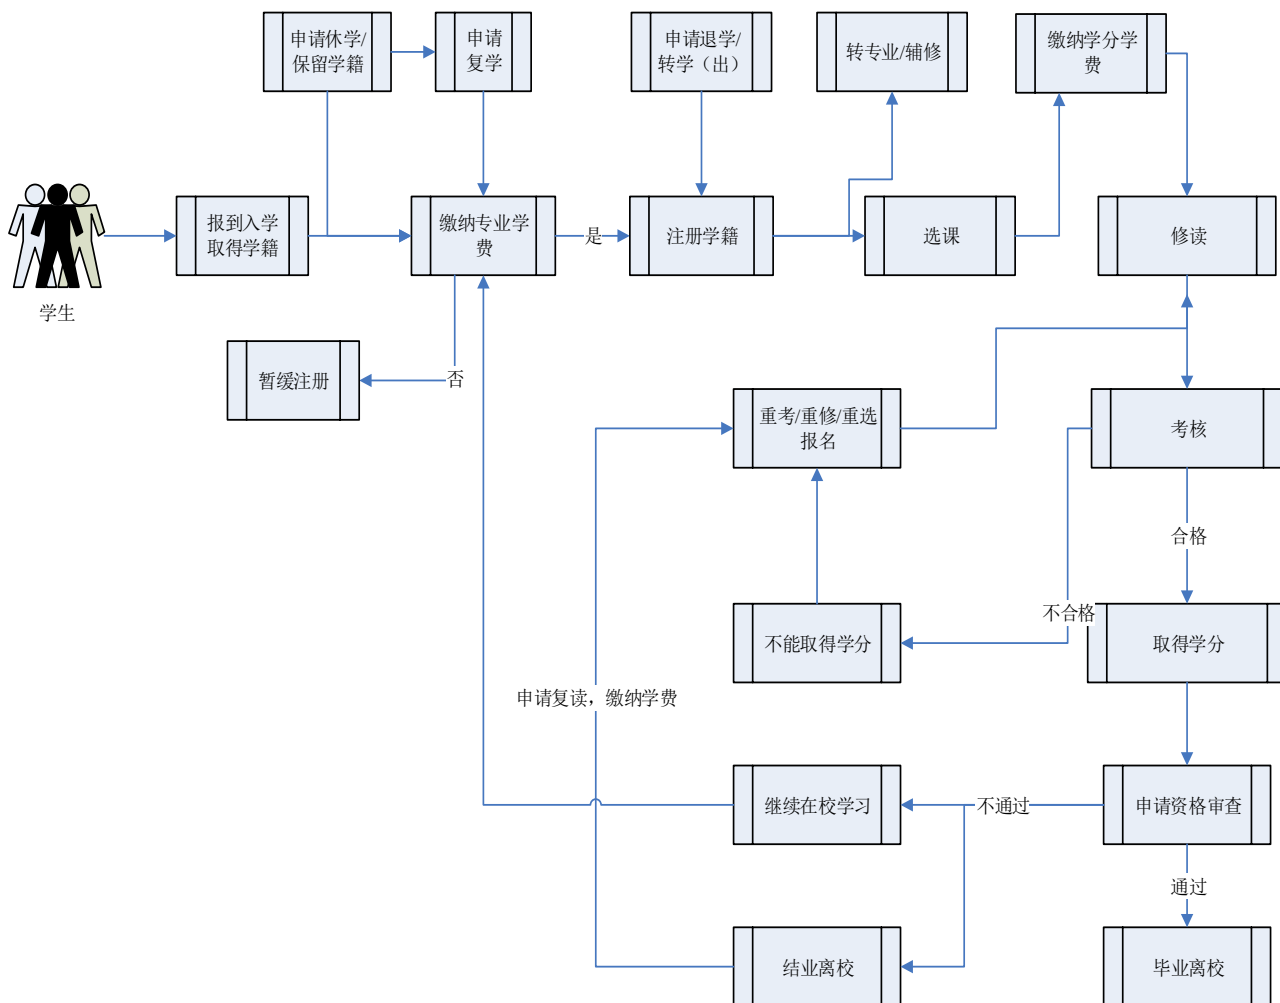 申请休学/
保留学籍
申请
复学
申请退学/
转学（出）
转专业/辅修
缴纳学分学
费
学生
报到入学
取得学籍
缴纳专业学
费
是
注册学籍
选课
修读
暂缓注册
否
重考/重修/重选
报名
考核
合格
不合格
不能取得学分
取得学分
申请复读，缴纳学费
继续在校学习
不通过
申请资格审查
通过
结业离校
毕业离校